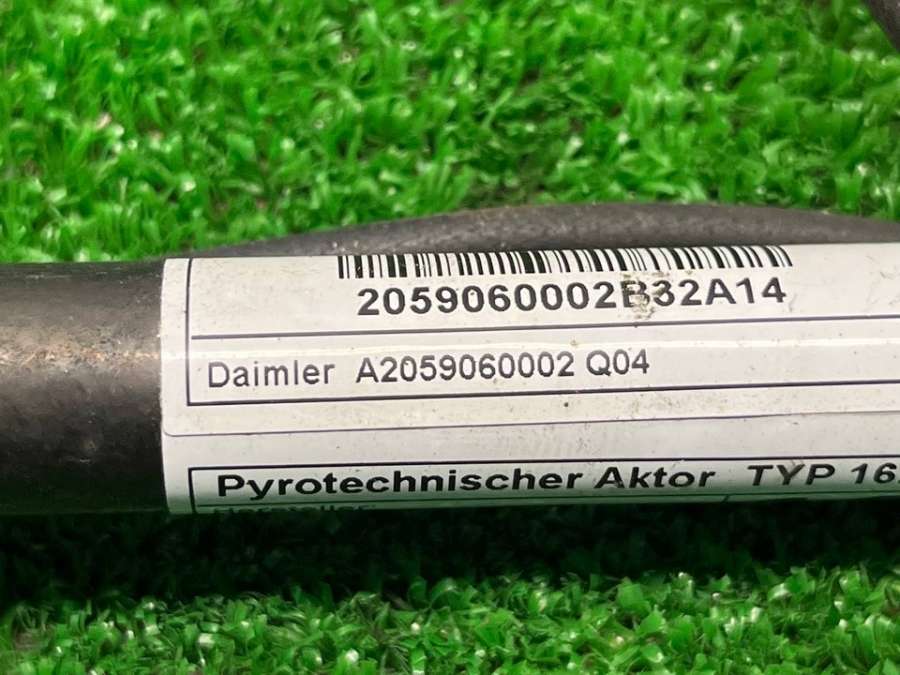 2059060002B32A14
Daimler A2059060002 Q04
Pyrotechnischer Aktor TYP 16